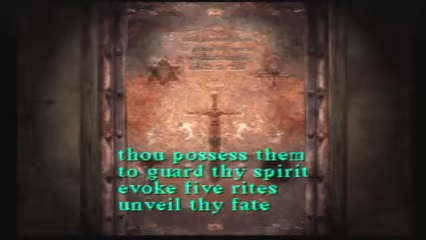 thou possess them
to guard thy spirit
evoke five rites
unveil thy fate